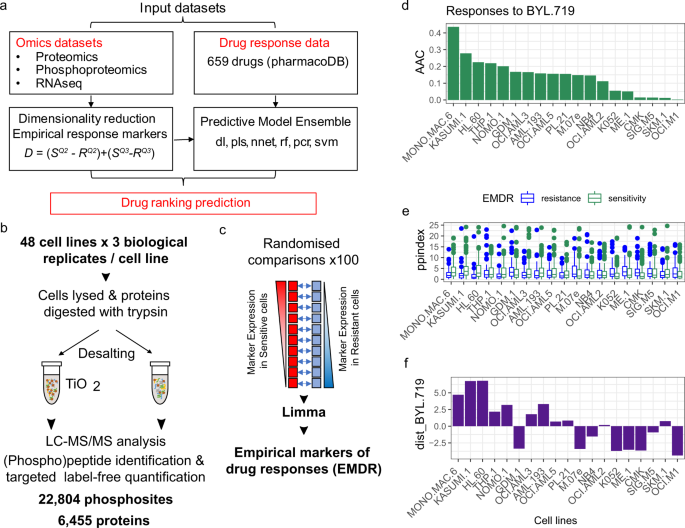 a
Input datasets
Omics datasets
• Proteomics
• Phosphoproteomics
• RNAseq
Drug response data
659 drugs (pharmacoDB)
Dimensionality reduction
Empirical response markers
D = (S^Q2 - R^Q2)+(S^Q3-R^Q3)
Predictive Model Ensemble
dl, pls, nnet, rf, pcr, svm
Drug ranking prediction
b
48 cell lines x 3 biological
replicates / cell line
Cells lysed & proteins
digested with trypsin
Desalting
TiO 2
LC-MS/MS analysis
(Phospho)peptide identification &
targeted label-free quantification
22,804 phosphosites
6,455 proteins
c
Randomised
comparisons x100
Marker Expression
in Sensitive cells
Marker Expression
in Resistant cells
Limma
Empirical markers of
drug responses (EMDR)
d
Responses to BYL.719
AAC
0.4
0.3
0.2
0.1
0.0
MONO.MAC.6
KASUMI.1
HL.60
THP.1
NOMO.1
GDM.1
OCI.AML3
AML.193
OCI.AML5
PL.21
M.07e
NB4
OCI.AML2
K052
ME.1
CMK
SIG.M5
SKM.1
OCI.M1
EMDR resistance sensitivity
e
ppindex
25
20
15
10
5
0
MONO.MAC.6
KASUMI.1
HL.60
THP.1
NOMO.1
GDM.1
OCI.AML3
AML.193
OCI.AML5
PL.21
M.07e
NB4
OCI.AML2
K052
ME.1
CMK
SIG.M5
SKM.1
OCI.M1
f
dist_BYL.719
5.0
2.5
0.0
-2.5
MONO.MAC.6
KASUMI.1
HL.60
THP.1
NOMO.1
GDM.1
OCI.AML3
AML.193
OCI.AML5
PL.21
M.07e
NB4
OCI.AML2
K052
ME.1
CMK
SIG.M5
SKM.1
OCI.M1
Cell lines